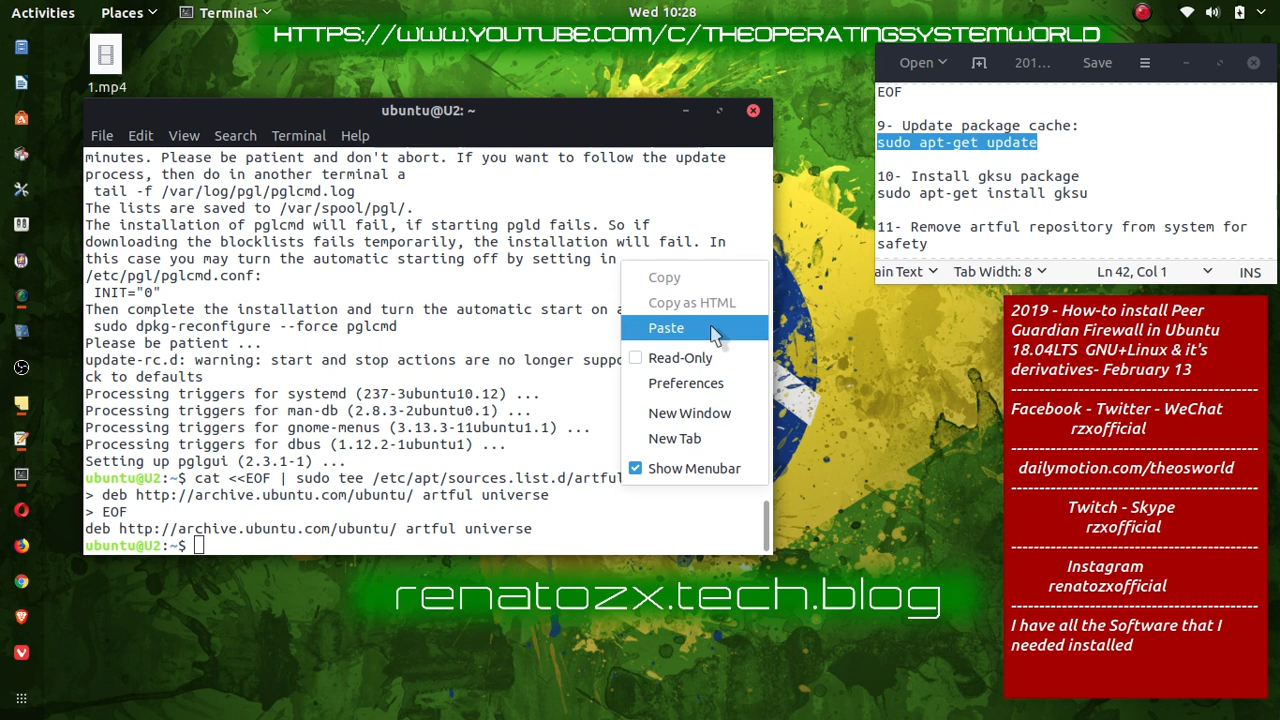 Activities Places Terminal Wed 10:28
HTTPS://WWW.YOUTUBE.COM/C/THEOPERATINGSYSTEMWORLD
1.mp4
ubuntu@U2: ~
File Edit View Search Terminal Help
minutes. Please be patient and don't abort. If you want to follow the update
process, then do in another terminal a
tail -f /var/log/pgl/pglcmd.log
The lists are saved to /var/spool/pgl/.
The installation of pglcmd will fail, if starting pgld fails. So if
downloading the blocklists fails temporarily, the installation will fail. In
this case you may turn the automatic starting off by setting in
/etc/pgl/pglcmd.conf:
INIT="0"
Then complete the installation and turn the automatic start on a
sudo dpkg-reconfigure --force pglcmd
Please be patient ...
update-rc.d: warning: start and stop actions are no longer suppo
ck to defaults
Processing triggers for systemd (237-3ubuntu10.12) ...
Processing triggers for man-db (2.8.3-2ubuntu0.1) ...
Processing triggers for gnome-menus (3.13.3-11ubuntu1.1) ...
Processing triggers for dbus (1.12.2-1ubuntu1) ...
Setting up pglgui (2.3.1-1) ...
ubuntu@U2:~$ cat <<EOF | sudo tee /etc/apt/sources.list.d/artful
> deb http://archive.ubuntu.com/ubuntu/ artful universe
> EOF
deb http://archive.ubuntu.com/ubuntu/ artful universe
ubuntu@U2:~$
Copy
Copy as HTML
Paste
Read-Only
Preferences
New Window
New Tab
Show Menubar
Open 201... Save
EOF
9- Update package cache:
sudo apt-get update
10- Install gksu package
sudo apt-get install gksu
11- Remove artful repository from system for
safety
ain Text Tab Width: 8 Ln 42, Col 1 INS
2019 - How-to install Peer
Guardian Firewall in Ubuntu
18.04LTS GNU+Linux & it's
derivatives- February 13
--------------------------------------------
Facebook - Twitter - WeChat
rzxofficial
--------------------------------------------
dailymotion.com/theosworld
--------------------------------------------
Twitch - Skype
rzxofficial
--------------------------------------------
Instagram
renatozxofficial
--------------------------------------------
I have all the Software that I
needed installed
renatozx.tech.blog